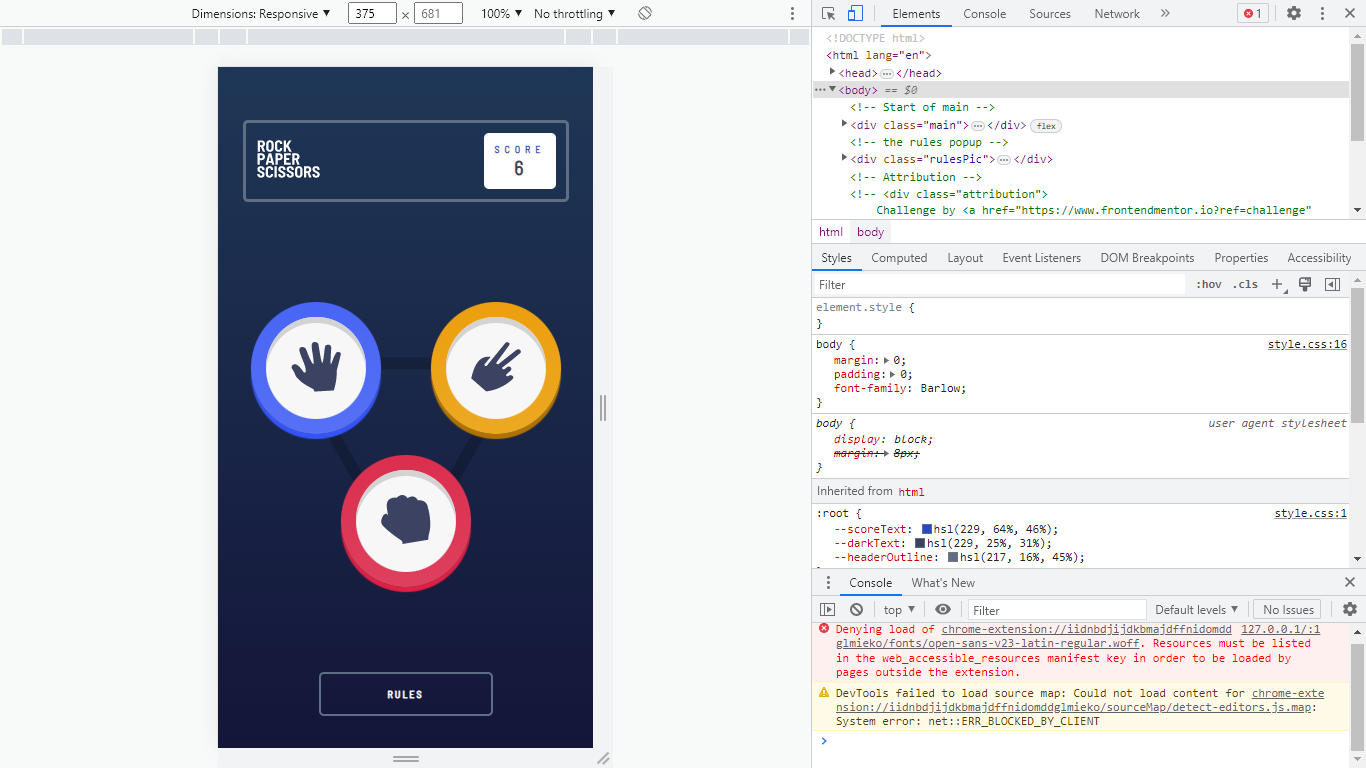 Dimensions: Responsive ▼ 375 × 681 100% ▼ No throttling ▼
ROCK
PAPER
SCISSORS
SCORE
6
RULES
Elements Console Sources Network » 1
<!DOCTYPE html>
<html lang="en">
<head>…</head>
<body> == $0
<!-- Start of main -->
<div class="main">…</div> flex
<!-- the rules popup -->
<div class="rulesPic">…</div>
<!-- Attribution -->
<!-- <div class="attribution">
Challenge by <a href="https://www.frontendmentor.io?ref=challenge"
html body
Styles Computed Layout Event Listeners DOM Breakpoints Properties Accessibility
Filter :hov .cls +
element.style {
}
body { style.css:16
margin: 0;
padding: 0;
font-family: Barlow;
}
body { user agent stylesheet
display: block;
margin: 8px;
}
Inherited from html
:root { style.css:1
--scoreText: hsl(229, 64%, 46%);
--darkText: hsl(229, 25%, 31%);
--headerOutline: hsl(217, 16%, 45%);
Console What's New
top ▼ Filter Default levels ▼ No Issues
Denying load of chrome-extension://iidnbdjijdkbmajdffnidomdd 127.0.0.1/:1
glmieko/fonts/open-sans-v23-latin-regular.woff. Resources must be listed
in the web_accessible_resources manifest key in order to be loaded by
pages outside the extension.
DevTools failed to load source map: Could not load content for chrome-exte
nsion://iidnbdjijdkbmajdffnidomddglmieko/sourceMap/detect-editors.js.map:
System error: net::ERR_BLOCKED_BY_CLIENT